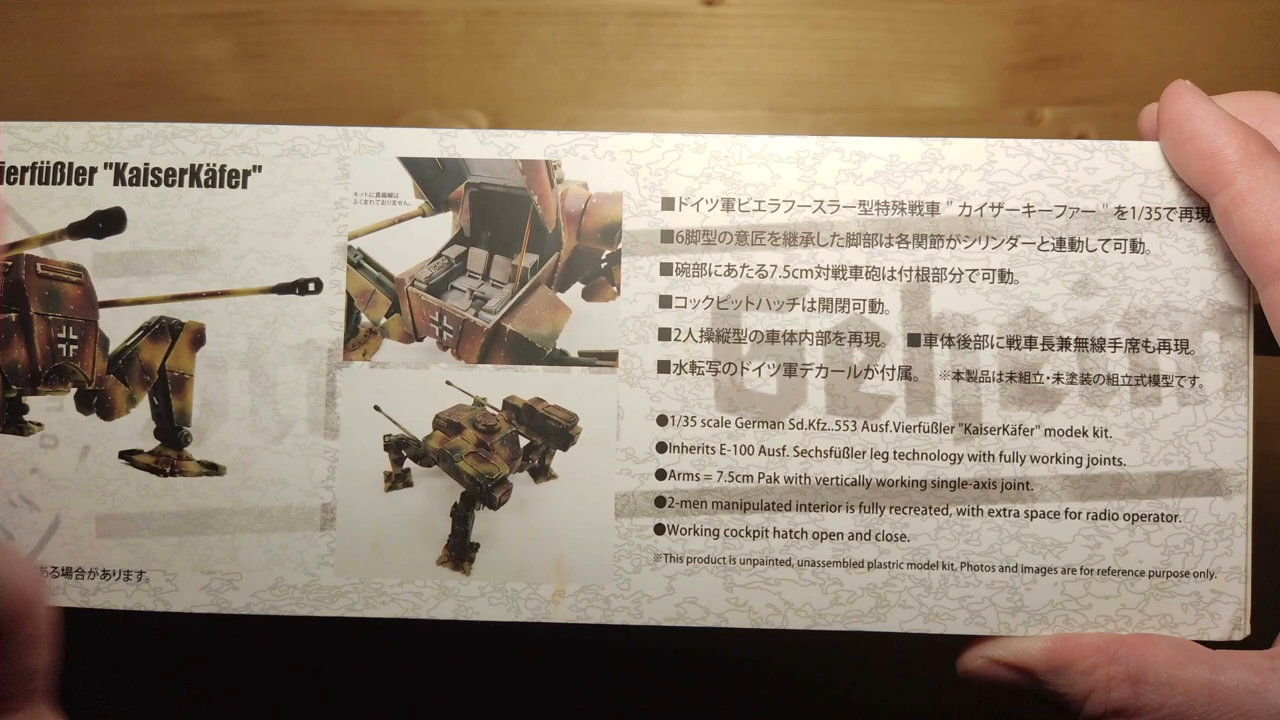 ierfüßler "KaiserKäfer"
キットに真鍮線は
ふくまれておりません。
■ドイツ軍ビエラフースラー型特殊戦車 " カイザーキーファー " を1/35で再現
■6脚型の意匠を継承した脚部は各関節がシリンダーと連動して可動。
■碗部にあたる7.5cm対戦車砲は付根部分で可動。
■コックピットハッチは開閉可動。
■2人操縦型の車体内部を再現。 ■車体後部に戦車長兼無線手席も再現。
■水転写のドイツ軍デカールが付属。 ※本製品は未組立・未塗装の組立式模型です。
●1/35 scale German Sd.Kfz..553 Ausf.Vierfüßler "KaiserKäfer" modek kit.
●Inherits E-100 Ausf. Sechsfüßler leg technology with fully working joints.
●Arms = 7.5cm Pak with vertically working single-axis joint.
●2-men manipulated interior is fully recreated, with extra space for radio operator.
●Working cockpit hatch open and close.
※This product is unpainted, unassembled plastric model kit. Photos and images are for reference purpose only.
ある場合があります。